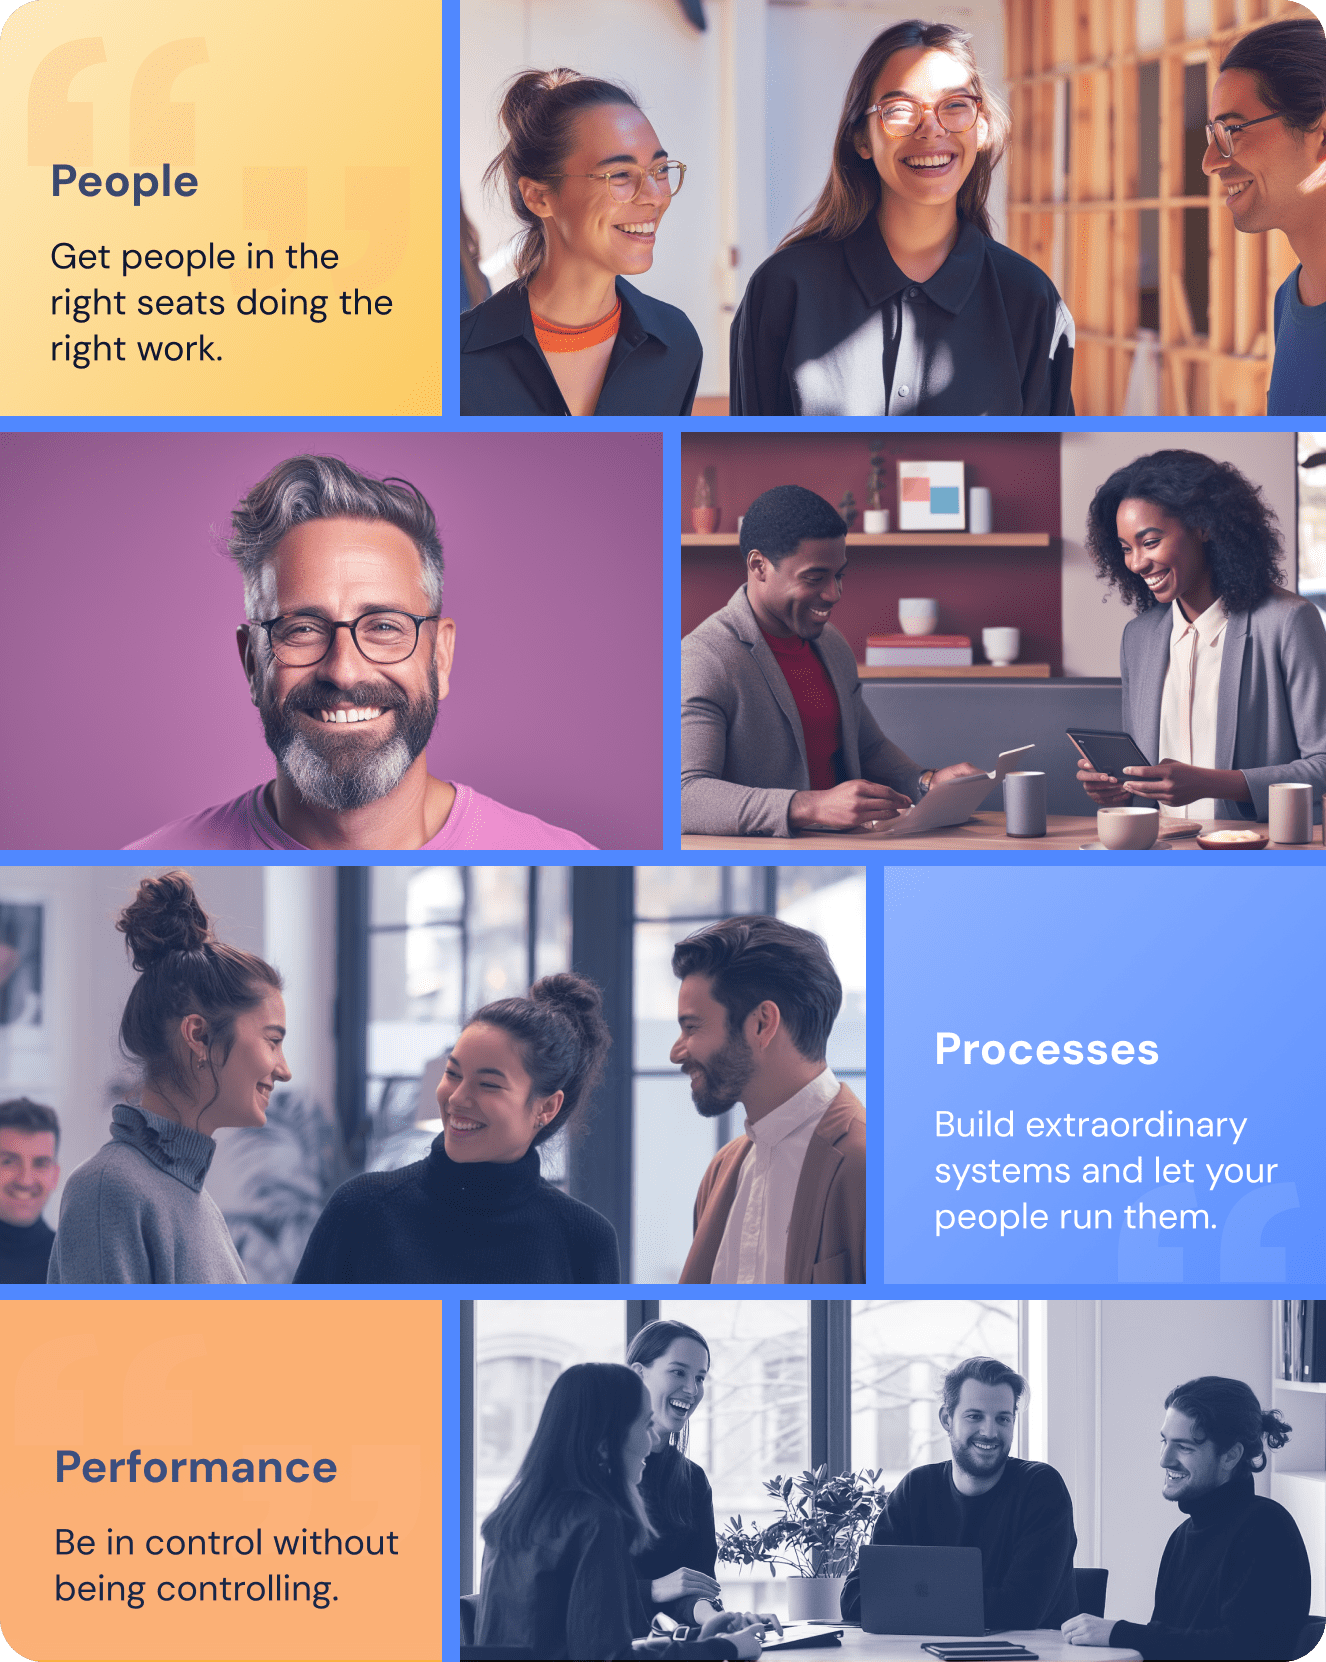 People
Get people in the
right seats doing the
right work.
Processes
Build extraordinary
systems and let your
people run them.
Performance
Be in control without
being controlling.